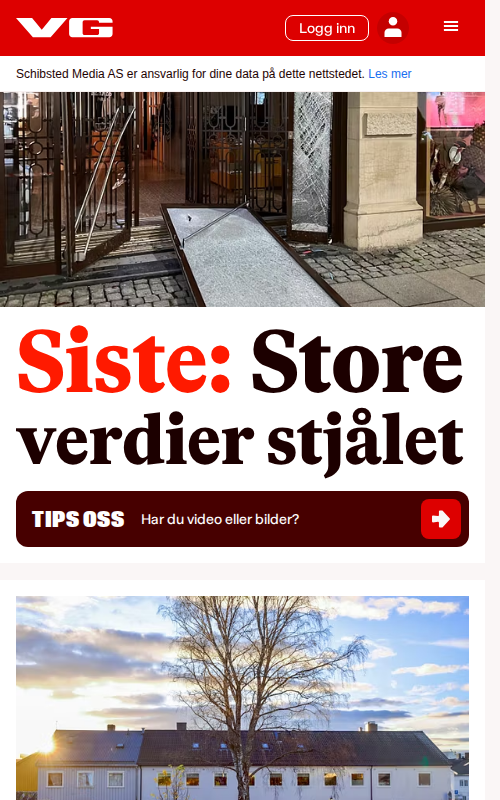 VG
Logg inn
Schibsted Media AS er ansvarlig for dine data på dette nettstedet. Les mer
Siste: Store
verdier stjålet
TIPS OSS Har du video eller bilder?